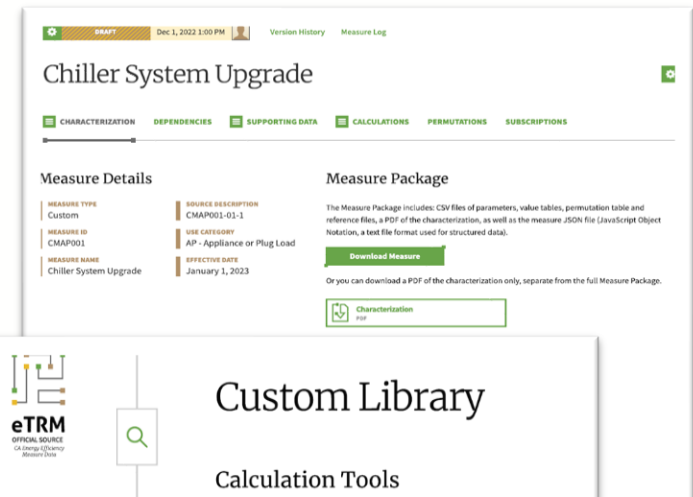 DRAFT Dec 1, 2022 1:00 PM Version History Measure Log
Chiller System Upgrade
CHARACTERIZATION DEPENDENCIES SUPPORTING DATA CALCULATIONS PERMUTATIONS SUBSCRIPTIONS
Measure Details
MEASURE TYPE
Custom
MEASURE ID
CMAP001
MEASURE NAME
Chiller System Upgrade
SOURCE DESCRIPTION
CMAP001-01-1
USE CATEGORY
AP - Appliance or Plug Load
EFFECTIVE DATE
January 1, 2023
Measure Package
The Measure Package includes: CSV files of parameters, value tables, permutation table and
reference files, a PDF of the characterization, as well as the measure JSON file (JavaScript Object
Notation, a text file format used for structured data).
Download Measure
Or you can download a PDF of the characterization only, separate from the full Measure Package.
Characterization
PDF
eTRM
OFFICIAL SOURCE
CA Energy Efficiency
Measure Data
Custom Library
Calculation Tools